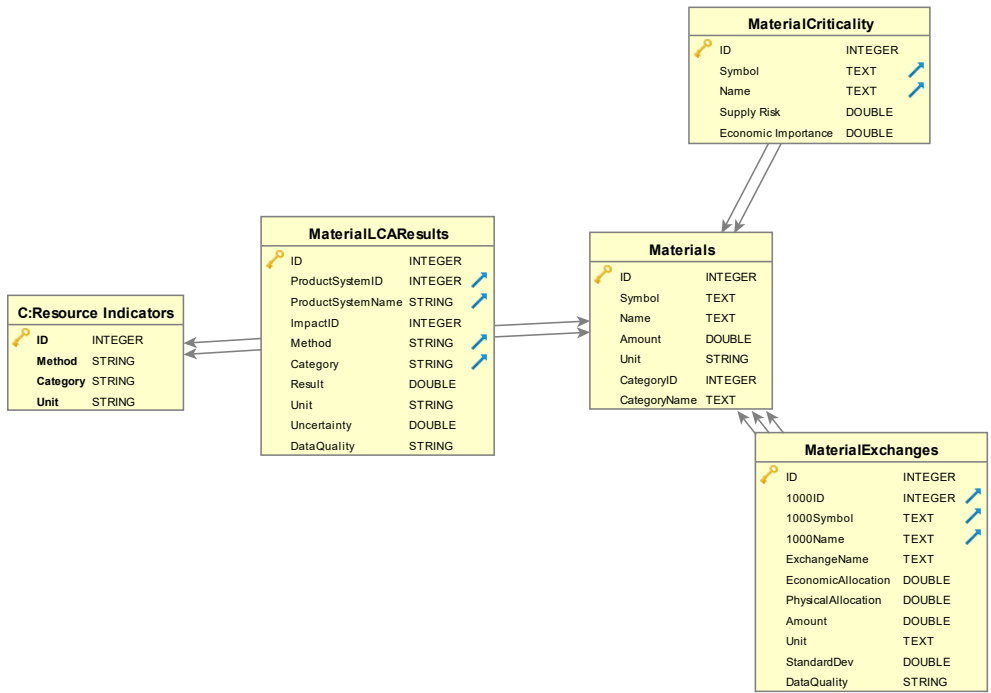 MaterialCriticality
ID INTEGER
Symbol TEXT
Name TEXT
Supply Risk DOUBLE
Economic Importance DOUBLE
MaterialLCAResults
ID INTEGER
ProductSystemID INTEGER
ProductSystemName STRING
ImpactID INTEGER
Method STRING
Category STRING
Result DOUBLE
Unit STRING
Uncertainty DOUBLE
DataQuality STRING
Materials
ID INTEGER
Symbol TEXT
Name TEXT
Amount DOUBLE
Unit STRING
CategoryID INTEGER
CategoryName TEXT
C:Resource Indicators
ID INTEGER
Method STRING
Category STRING
Unit STRING
MaterialExchanges
ID INTEGER
1000ID INTEGER
1000Symbol TEXT
1000Name TEXT
ExchangeName TEXT
EconomicAllocation DOUBLE
PhysicalAllocation DOUBLE
Amount DOUBLE
Unit TEXT
StandardDev DOUBLE
DataQuality STRING